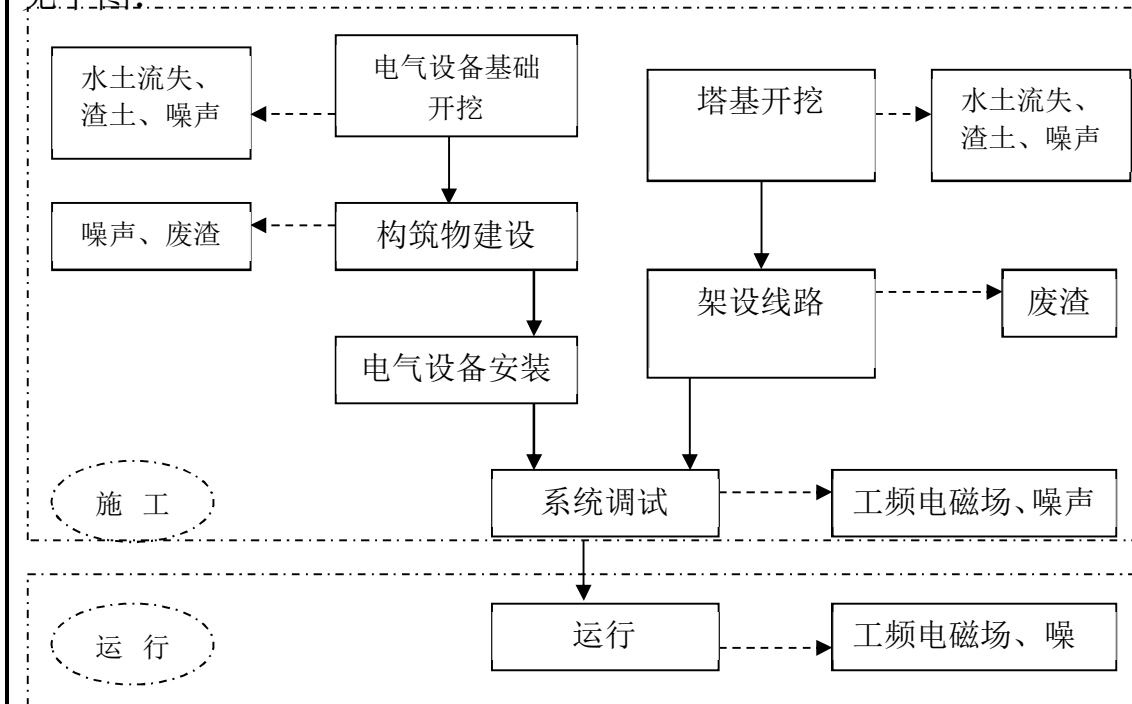 见下图：
水土流失、
渣土、噪声
电气设备基础
开挖
塔基开挖
水土流失、
渣土、噪声
噪声、废渣
构筑物建设
架设线路
废渣
电气设备安装
施 工
系统调试
工频电磁场、噪声
运 行
运行
工频电磁场、噪